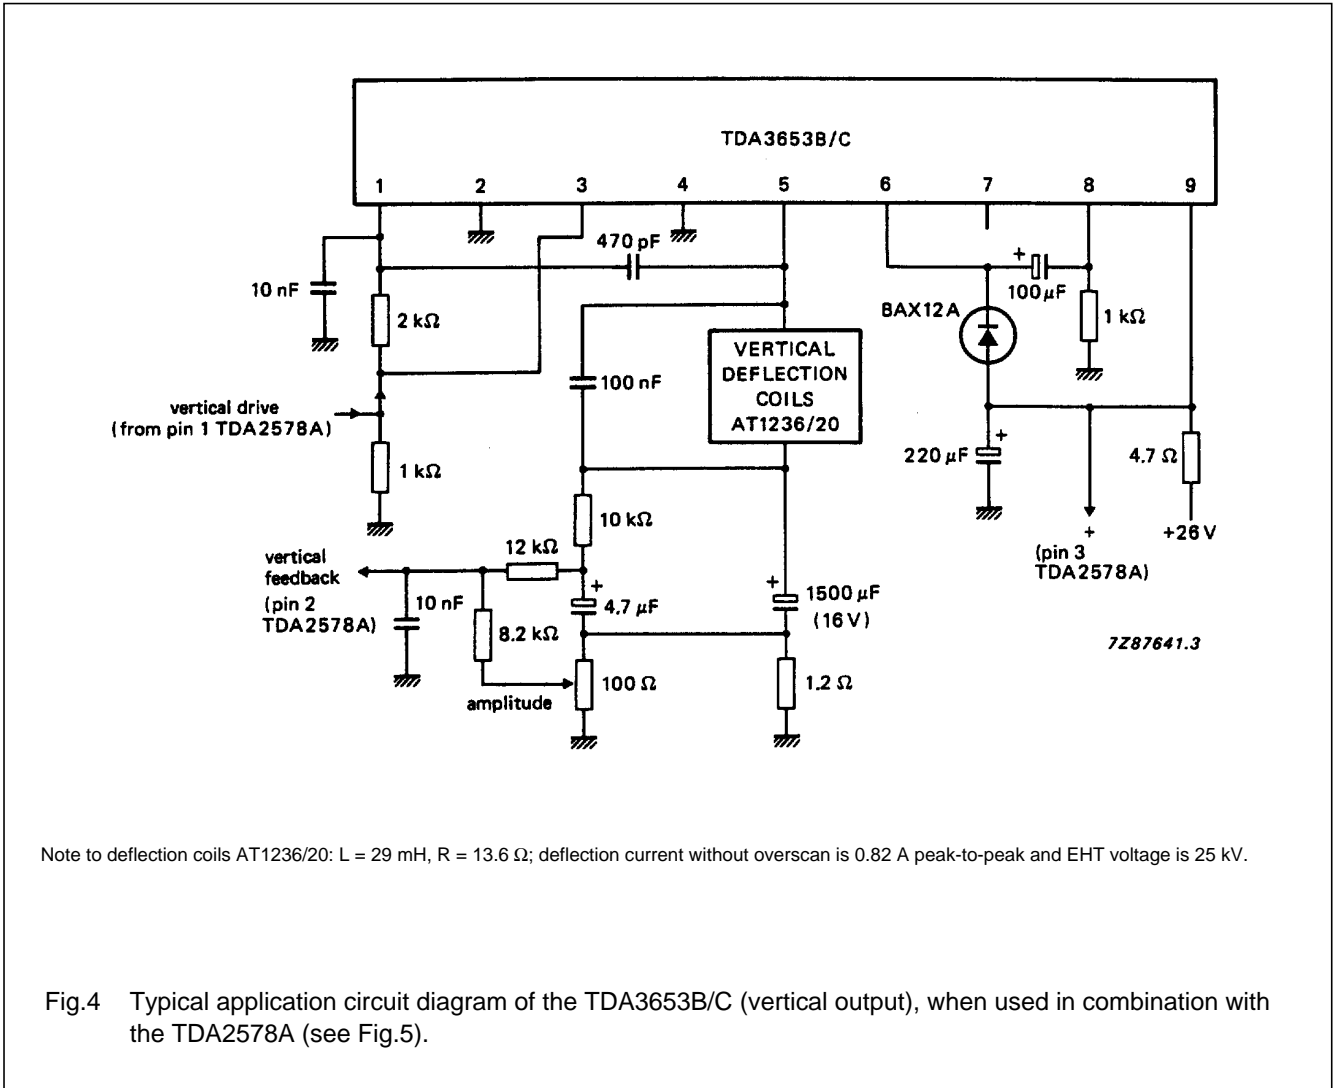 TDA3653B/C
1 2 3 4 5 6 7 8 9
470 pF
10 nF
2 kΩ
+
100 μF
BAX12A
1 kΩ
VERTICAL
DEFLECTION
COILS
AT1236/20
100 nF
vertical drive
(from pin 1 TDA2578A)
1 kΩ
220 μF
+
4.7 Ω
10 kΩ
+
(pin 3
TDA2578A)
+26 V
12 kΩ
vertical
feedback
(pin 2
TDA2578A)
10 nF
+
4.7 μF
+
1500 μF
(16 V)
8.2 kΩ
7Z87641.3
amplitude
100 Ω
1.2 Ω
Note to deflection coils AT1236/20: L = 29 mH, R = 13.6 Ω; deflection current without overscan is 0.82 A peak-to-peak and EHT voltage is 25 kV.
Fig.4 Typical application circuit diagram of the TDA3653B/C (vertical output), when used in combination with
the TDA2578A (see Fig.5).